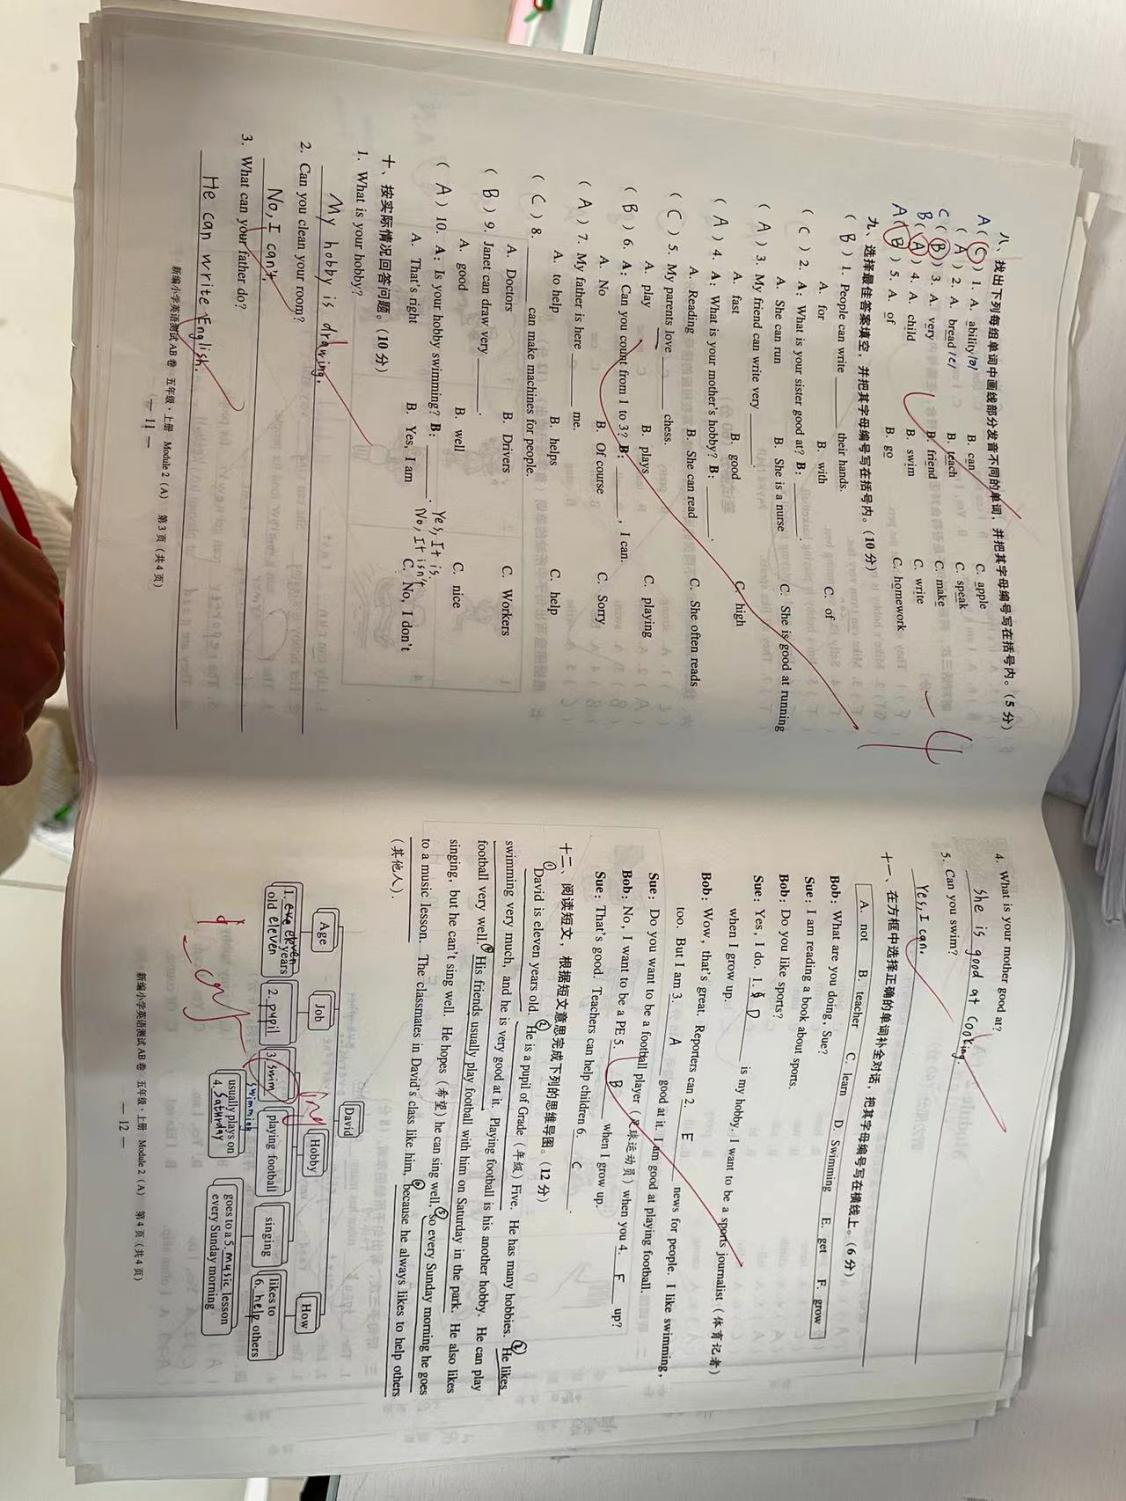 八、找出下列每组单词中画线部分发音不同的单词，并把其字母编号写在括号内。(5分)
A ( C ) 1. A. ability /ə/ B. can C. apple
( A ) 2. A. bread /e/ B. teach C. speak
C ( B ) 3. A. very B. friend C. make
B ( A ) 4. A. child B. swim C. write
A ( B ) 5. A. of B. go C. homework
九、选择最佳答案填空，并把其字母编号写在括号内。(10分)
( B ) 1. People can write ____ their hands.
A. for B. with C. of
( C ) 2. A: What is your sister good at? B: ____.
A. She can run B. She is a nurse C. She is good at running
( A ) 3. My friend can write very ____.
A. fast B. good C. high
( A ) 4. A: What is your mother's hobby? B: ____.
A. Reading B. She can read C. She often reads
( C ) 5. My parents love ____ chess.
A. play B. plays C. playing
( B ) 6. A: Can you count from 1 to 3? B: ____, I can.
A. No B. Of course C. Sorry
( A ) 7. My father is here ____ me.
A. to help B. helps C. help
( C ) 8. ____ can make machines for people.
A. Doctors B. Drivers C. Workers
( B ) 9. Janet can draw very ____.
A. good B. well C. nice
( A ) 10. A: Is your hobby swimming? B: ____. Yes, It is
No, It isn't
A. That's right B. Yes, I am C. No, I don't
十、按实际情况回答问题。(10分)
1. What is your hobby?
My hobby is drawing.
2. Can you clean your room?
No, I can't.
3. What can your father do?
He can write English.
新编小学英语测试AB卷 五年级·上册 Module 2 (A) 第3页 (共4页)
— 11 —
4
4. What is your mother good at?
She is good at Cooking.
5. Can you swim?
Yes, I can.
十一、在方框中选择正确的单词补全对话，把其字母编号写在横线上。(6分)
A. not B. teacher C. learn D. Swimming E. get F. grow
Bob: What are you doing, Sue?
Sue: I am reading a book about sports.
Bob: Do you like sports?
Sue: Yes, I do. 1. D is my hobby. I want to be a sports journalist (体育记者)
when I grow up.
Bob: Wow, that's great. Reporters can 2. E news for people. I like swimming,
too. But I am 3. A good at it. I am good at playing football.
Sue: Do you want to be a football player (足球运动员) when you 4. F up?
Bob: No, I want to be a PE 5. B when I grow up.
Sue: That's good. Teachers can help children 6. C.
十二、阅读短文，根据短文意思完成下列的思维导图。(12分)
David is eleven years old. He is a pupil of Grade (年级) Five. He has many hobbies. He likes
swimming very much, and he is very good at it. Playing football is his another hobby. He can play
football very well. His friends usually play football with him on Saturday in the park. He also likes
singing, but he can't sing well. He hopes (希望) he can sing well. So every Sunday morning he goes
to a music lesson. The classmates in David's class like him, because he always likes to help others
(其他人).
David
Age Job Hobby How
1. eleven years
old eleven
2. pupil
3. swim
swimming
playing football
singing
likes to
6. help others
usually plays on
4. Saturday
goes to a 5. music lesson
every Sunday morning
新编小学英语测试AB卷 五年级·上册 Module 2 (A) 第4页 (共4页)
— 12 —